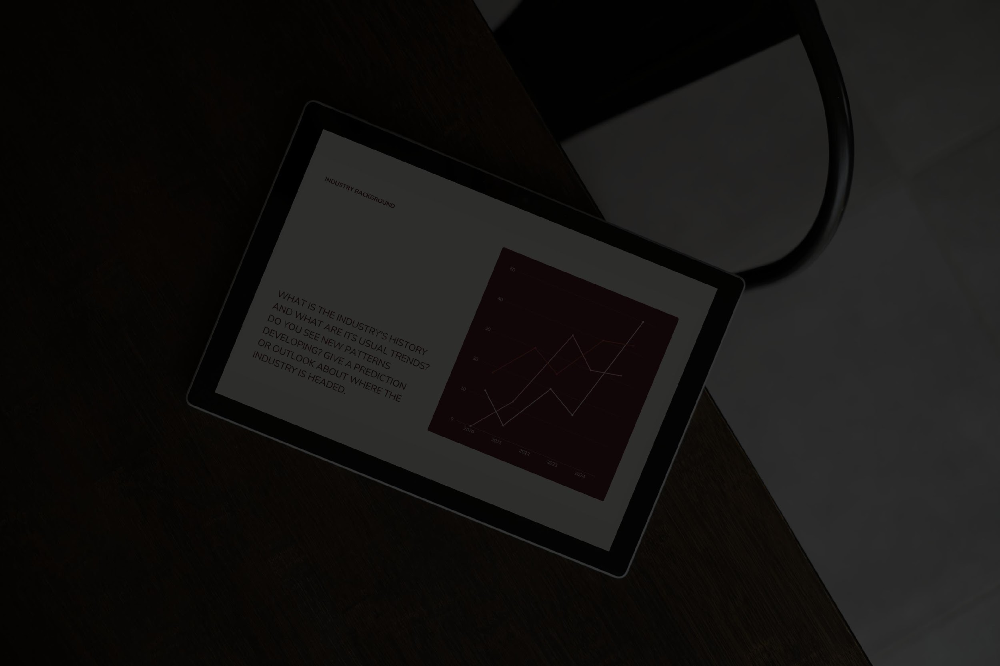 INDUSTRY BACKGROUND
WHAT IS THE INDUSTRY'S HISTORY
AND WHAT ARE ITS USUAL TRENDS?
DO YOU SEE NEW PATTERNS
DEVELOPING? GIVE A PREDICTION
OR OUTLOOK ABOUT WHERE THE
INDUSTRY IS HEADED.
50
40
30
20
10
0
2020
2021
2022
2023
2024